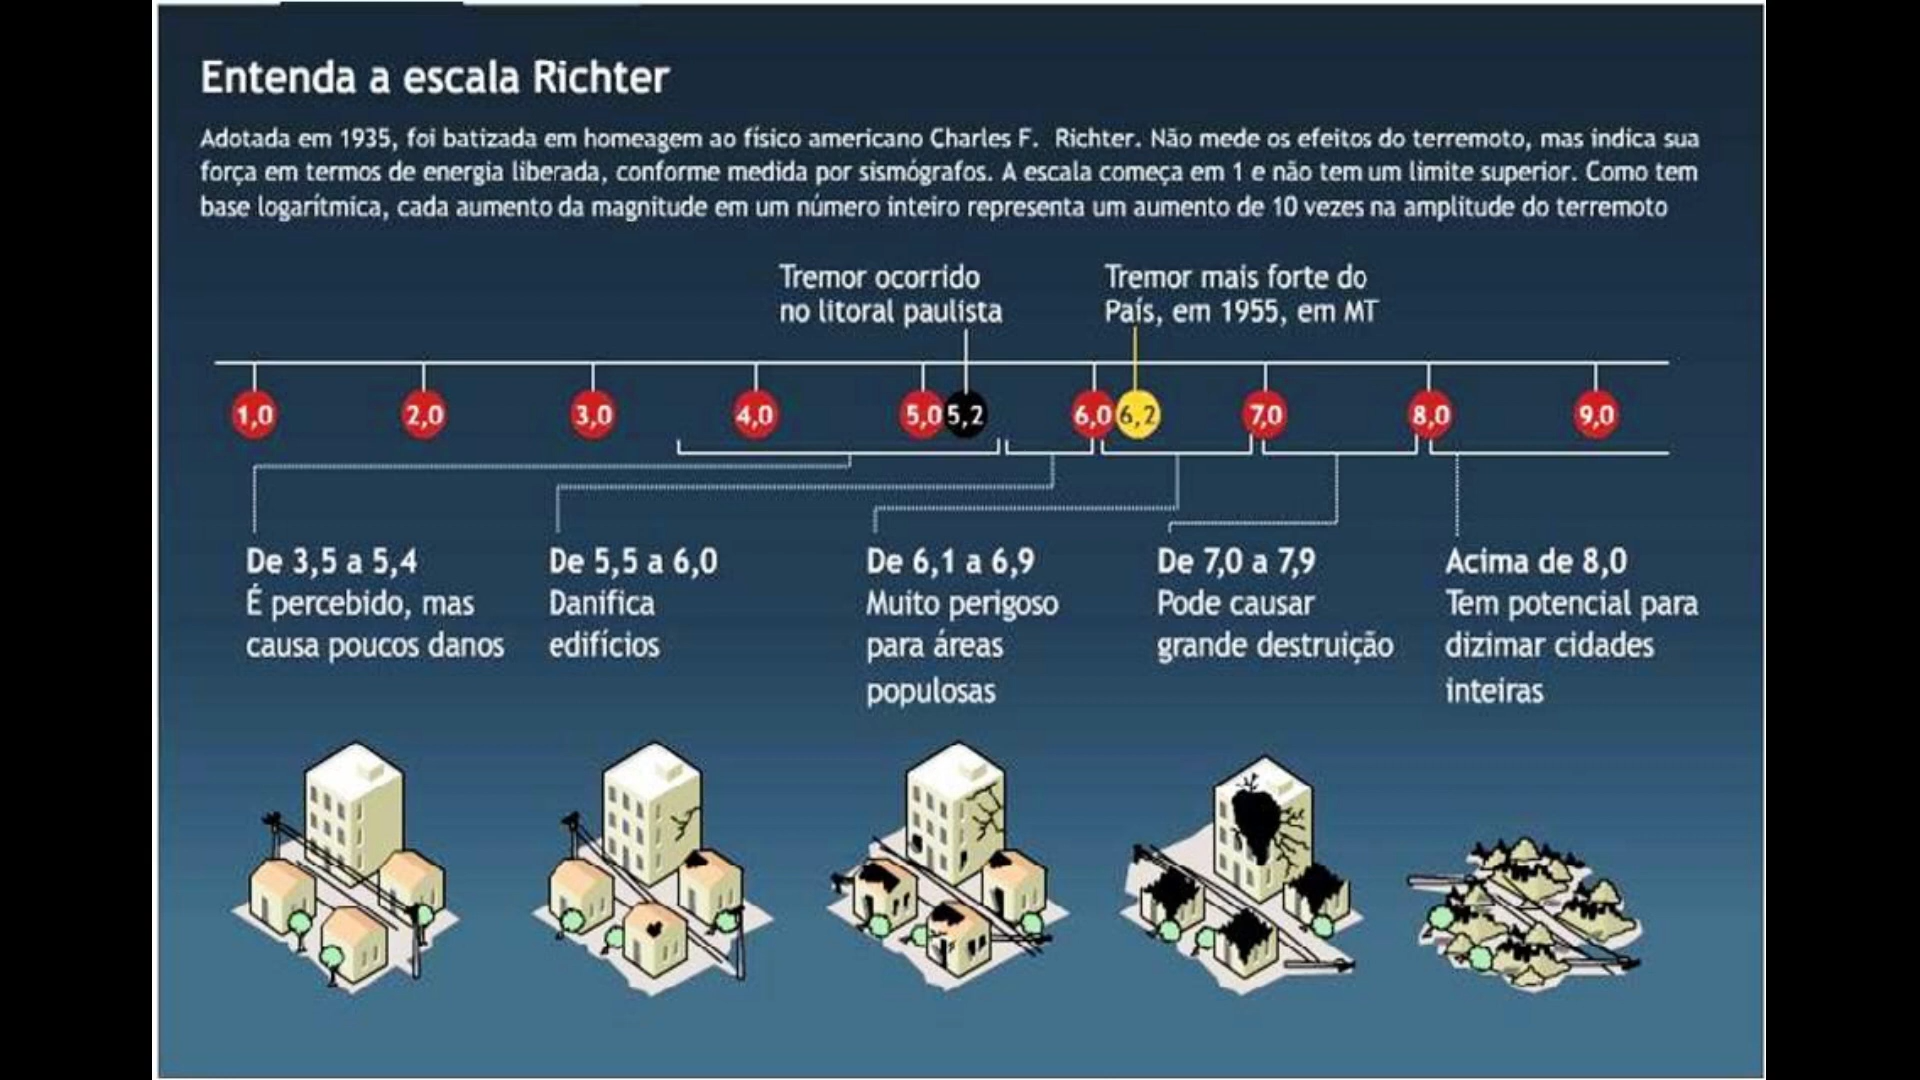 Entenda a escala Richter
Adotada em 1935, foi batizada em homeagem ao físico americano Charles F. Richter. Não mede os efeitos do terremoto, mas indica sua
força em termos de energia liberada, conforme medida por sismógrafos. A escala começa em 1 e não tem um limite superior. Como tem
base logarítmica, cada aumento da magnitude em um número inteiro representa um aumento de 10 vezes na amplitude do terremoto
Tremor ocorrido
no litoral paulista
Tremor mais forte do
País, em 1955, em MT
1,0 2,0 3,0 4,0 5,0 5,2 6,0 6,2 7,0 8,0 9,0
De 3,5 a 5,4
É percebido, mas
causa poucos danos
De 5,5 a 6,0
Danifica
edifícios
De 6,1 a 6,9
Muito perigoso
para áreas
populosas
De 7,0 a 7,9
Pode causar
grande destruição
Acima de 8,0
Tem potencial para
dizimar cidades
inteiras